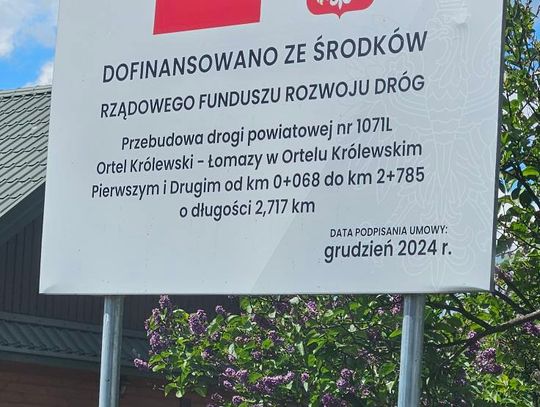 DOFINANSOWANO ZE ŚRODKÓW
RZĄDOWEGO FUNDUSZU ROZWOJU DRÓG
Przebudowa drogi powiatowej nr 1071L
Ortel Królewski - Łomazy w Ortelu Królewskim
Pierwszym i Drugim od km 0+068 do km 2+785
o długości 2,717 km
DATA PODPISANIA UMOWY:
grudzień 2024 r.